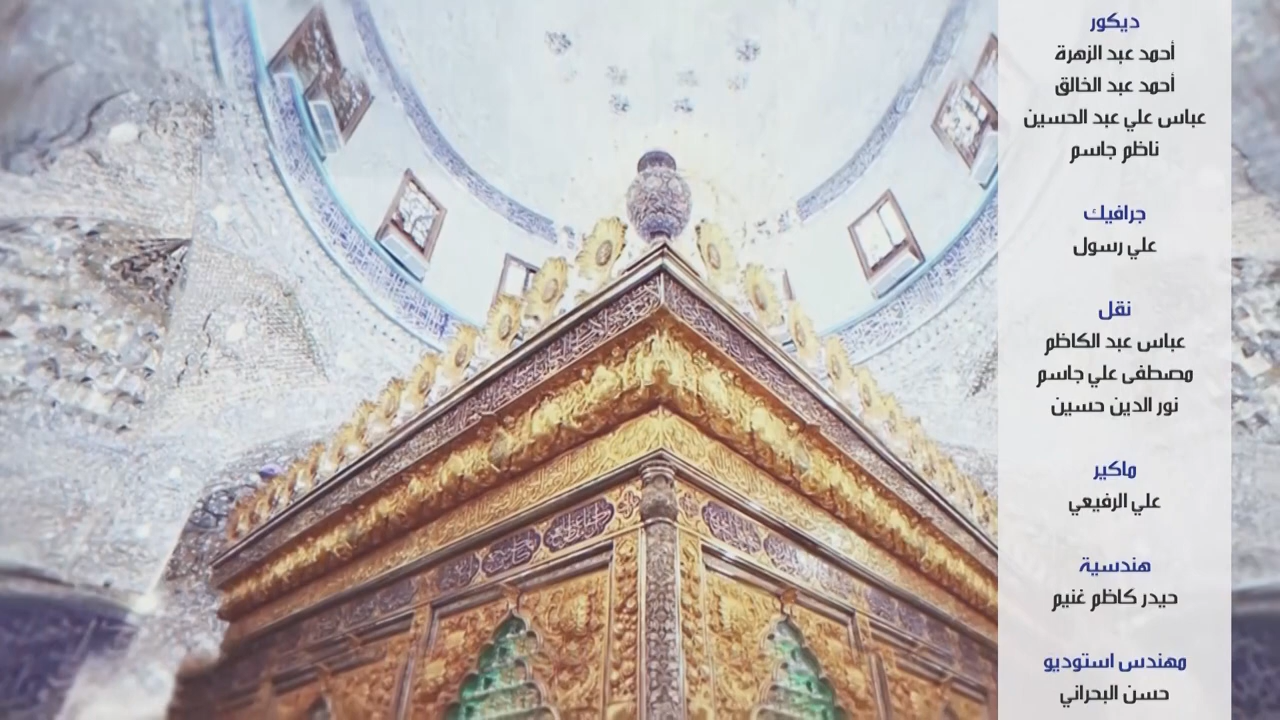 ديكور
أحمد عبد الزهرة
أحمد عبد الخالق
عباس علي عبد الحسين
ناظم جاسم
جرافيك
علي رسول
نقل
عباس عبد الكاظم
مصطفى علي جاسم
نور الدين حسين
ماكير
علي الرفيعي
هندسية
حيدر كاظم غنيم
مهندس استوديو
حسن البحراني